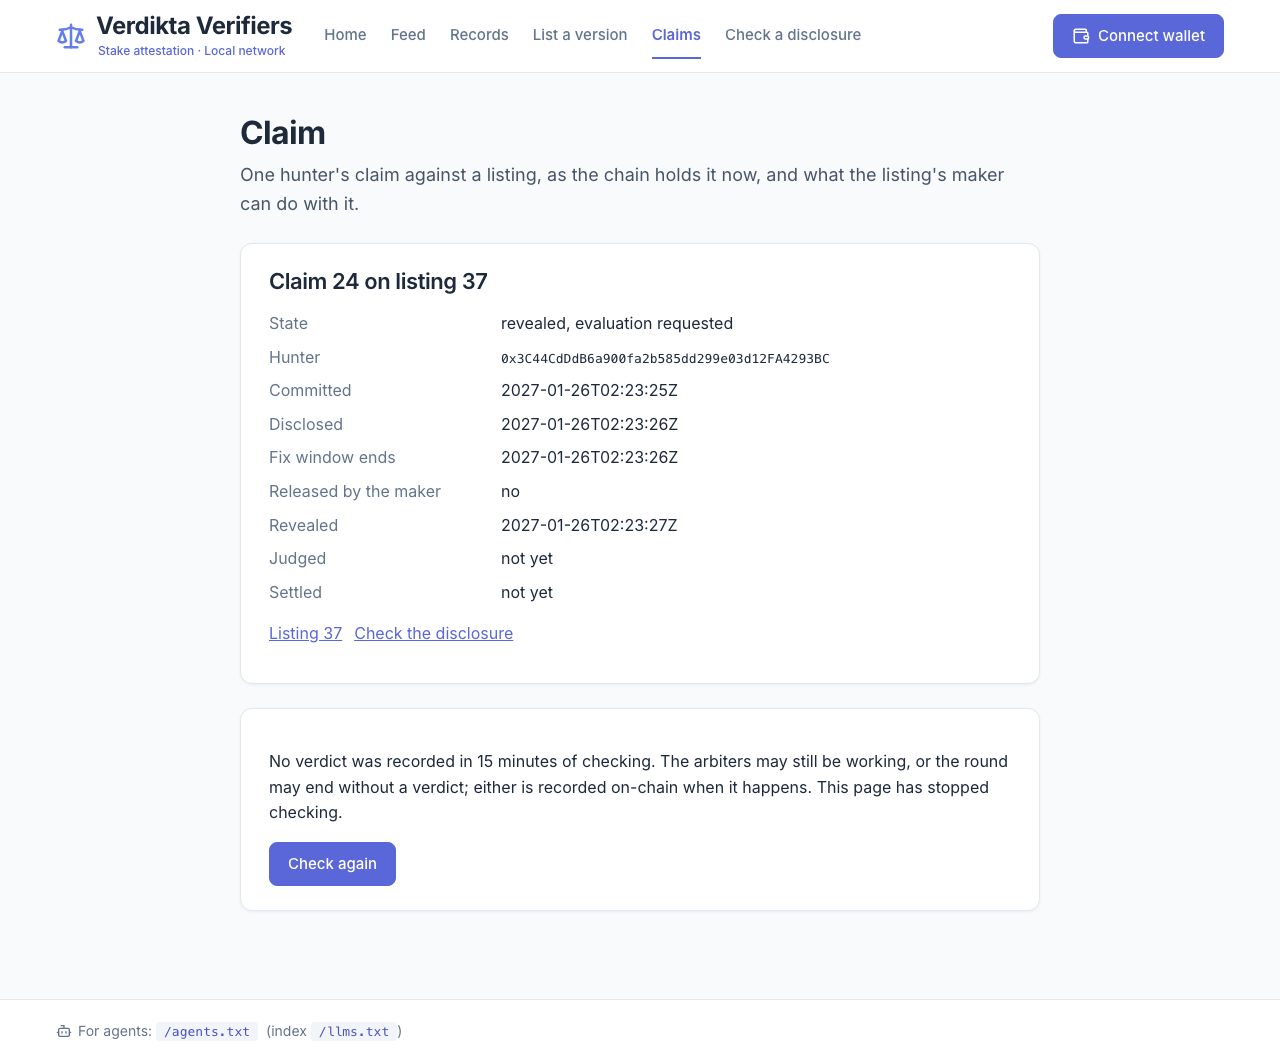 Verdikta Verifiers
Stake attestation · Local network
Home
Feed
Records
List a version
Claims
Check a disclosure
Connect wallet
Claim
One hunter's claim against a listing, as the chain holds it now, and what the listing's maker
can do with it.
Claim 24 on listing 37
State revealed, evaluation requested
Hunter 0x3C44CdDdB6a900fa2b585dd299e03d12FA4293BC
Committed 2027-01-26T02:23:25Z
Disclosed 2027-01-26T02:23:26Z
Fix window ends 2027-01-26T02:23:26Z
Released by the maker no
Revealed 2027-01-26T02:23:27Z
Judged not yet
Settled not yet
Listing 37 Check the disclosure
No verdict was recorded in 15 minutes of checking. The arbiters may still be working, or the round
may end without a verdict; either is recorded on-chain when it happens. This page has stopped
checking.
Check again
For agents: /agents.txt (index /llms.txt)